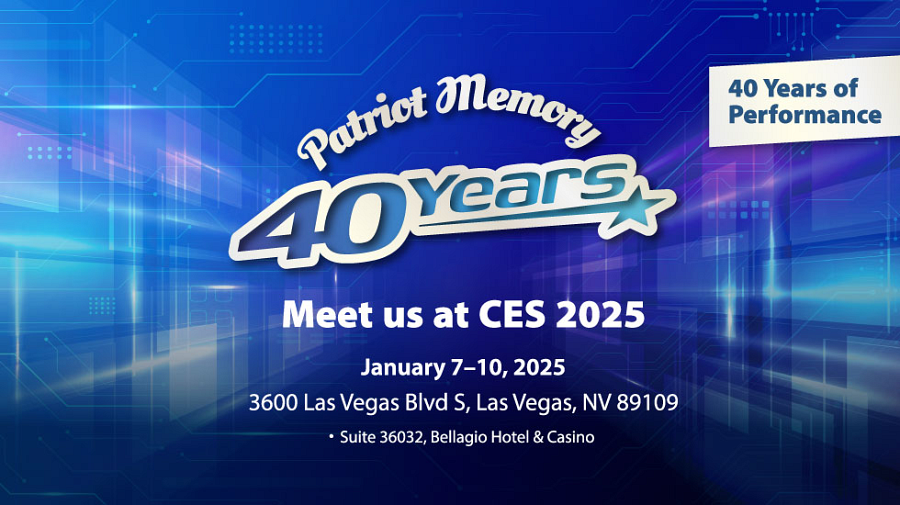 Patriot Memory
40 Years
40 Years of
Performance
Meet us at CES 2025
January 7–10, 2025
3600 Las Vegas Blvd S, Las Vegas, NV 89109
• Suite 36032, Bellagio Hotel & Casino